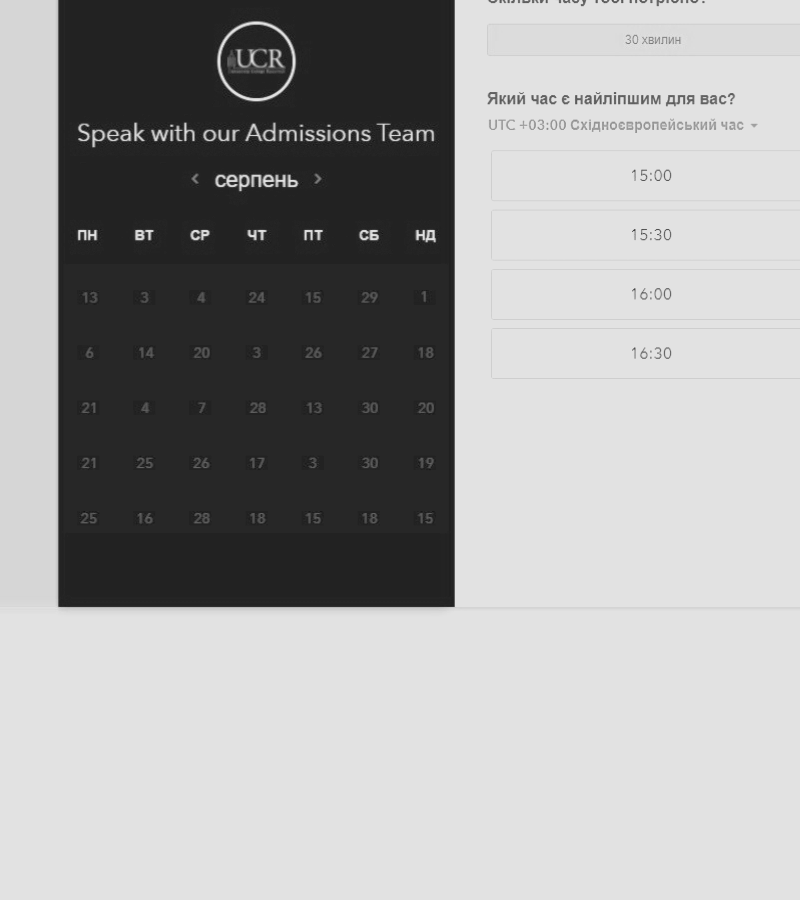 UCR
Speak with our Admissions Team
серпень
ПН ВТ СР ЧТ ПТ СБ НД
13 3 4 24 15 29 1
6 14 20 3 26 27 18
21 4 7 28 13 30 20
21 25 26 17 3 30 19
25 16 28 18 15 18 15
30 хвилин
Який час є найліпшим для вас?
UTC +03:00 Східноєвропейський час
15:00
15:30
16:00
16:30